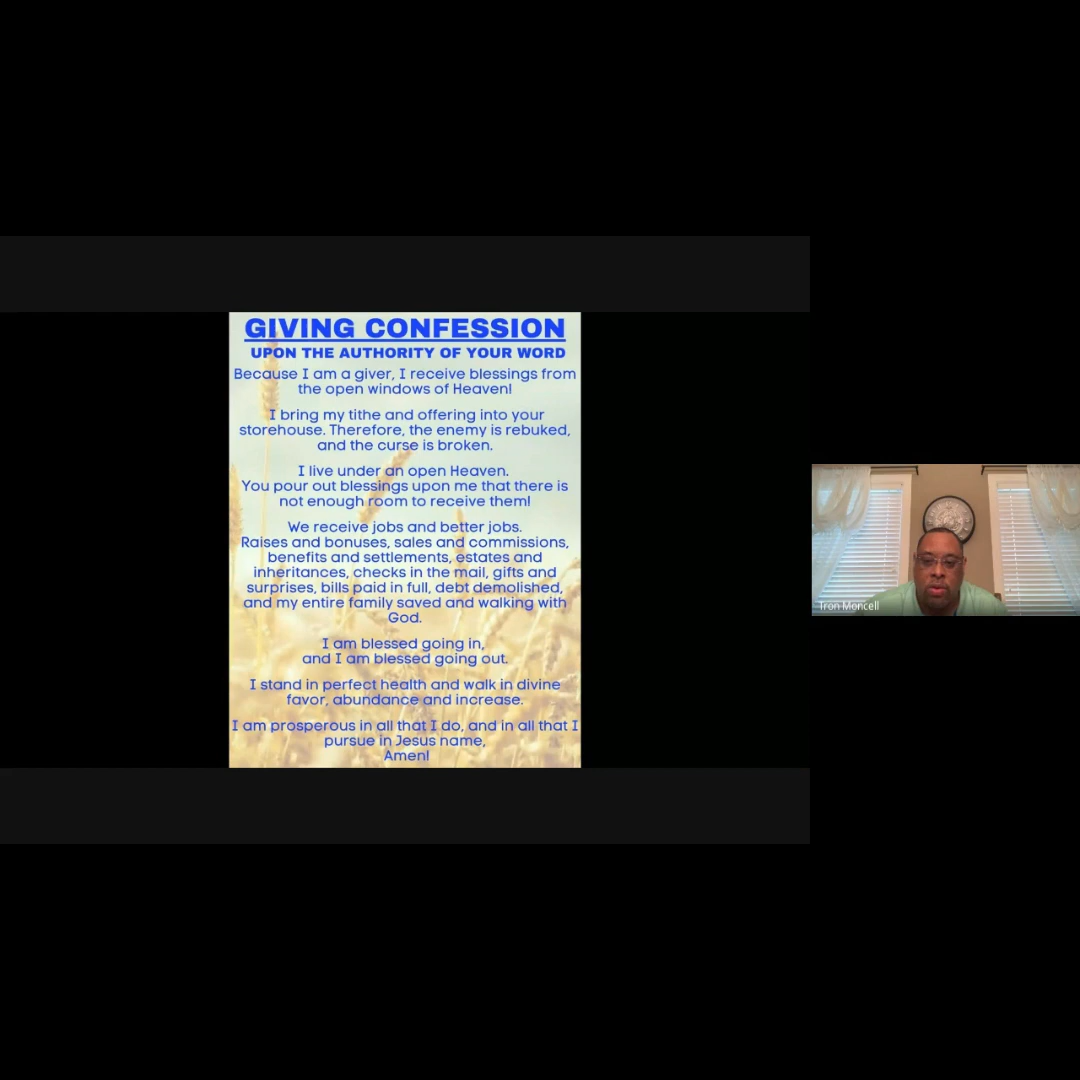 GIVING CONFESSION
UPON THE AUTHORITY OF YOUR WORD
Because I am a giver, I receive blessings from
the open windows of Heaven!
I bring my tithe and offering into your
storehouse. Therefore, the enemy is rebuked,
and the curse is broken.
I live under an open Heaven.
You pour out blessings upon me that there is
not enough room to receive them!
We receive jobs and better jobs.
Raises and bonuses, sales and commissions,
benefits and settlements, estates and
inheritances, checks in the mail, gifts and
surprises, bills paid in full, debt demolished,
and my entire family saved and walking with
God.
I am blessed going in,
and I am blessed going out.
I stand in perfect health and walk in divine
favor, abundance and increase.
I am prosperous in all that I do, and in all that I
pursue in Jesus name,
Amen!
Tron Moncell